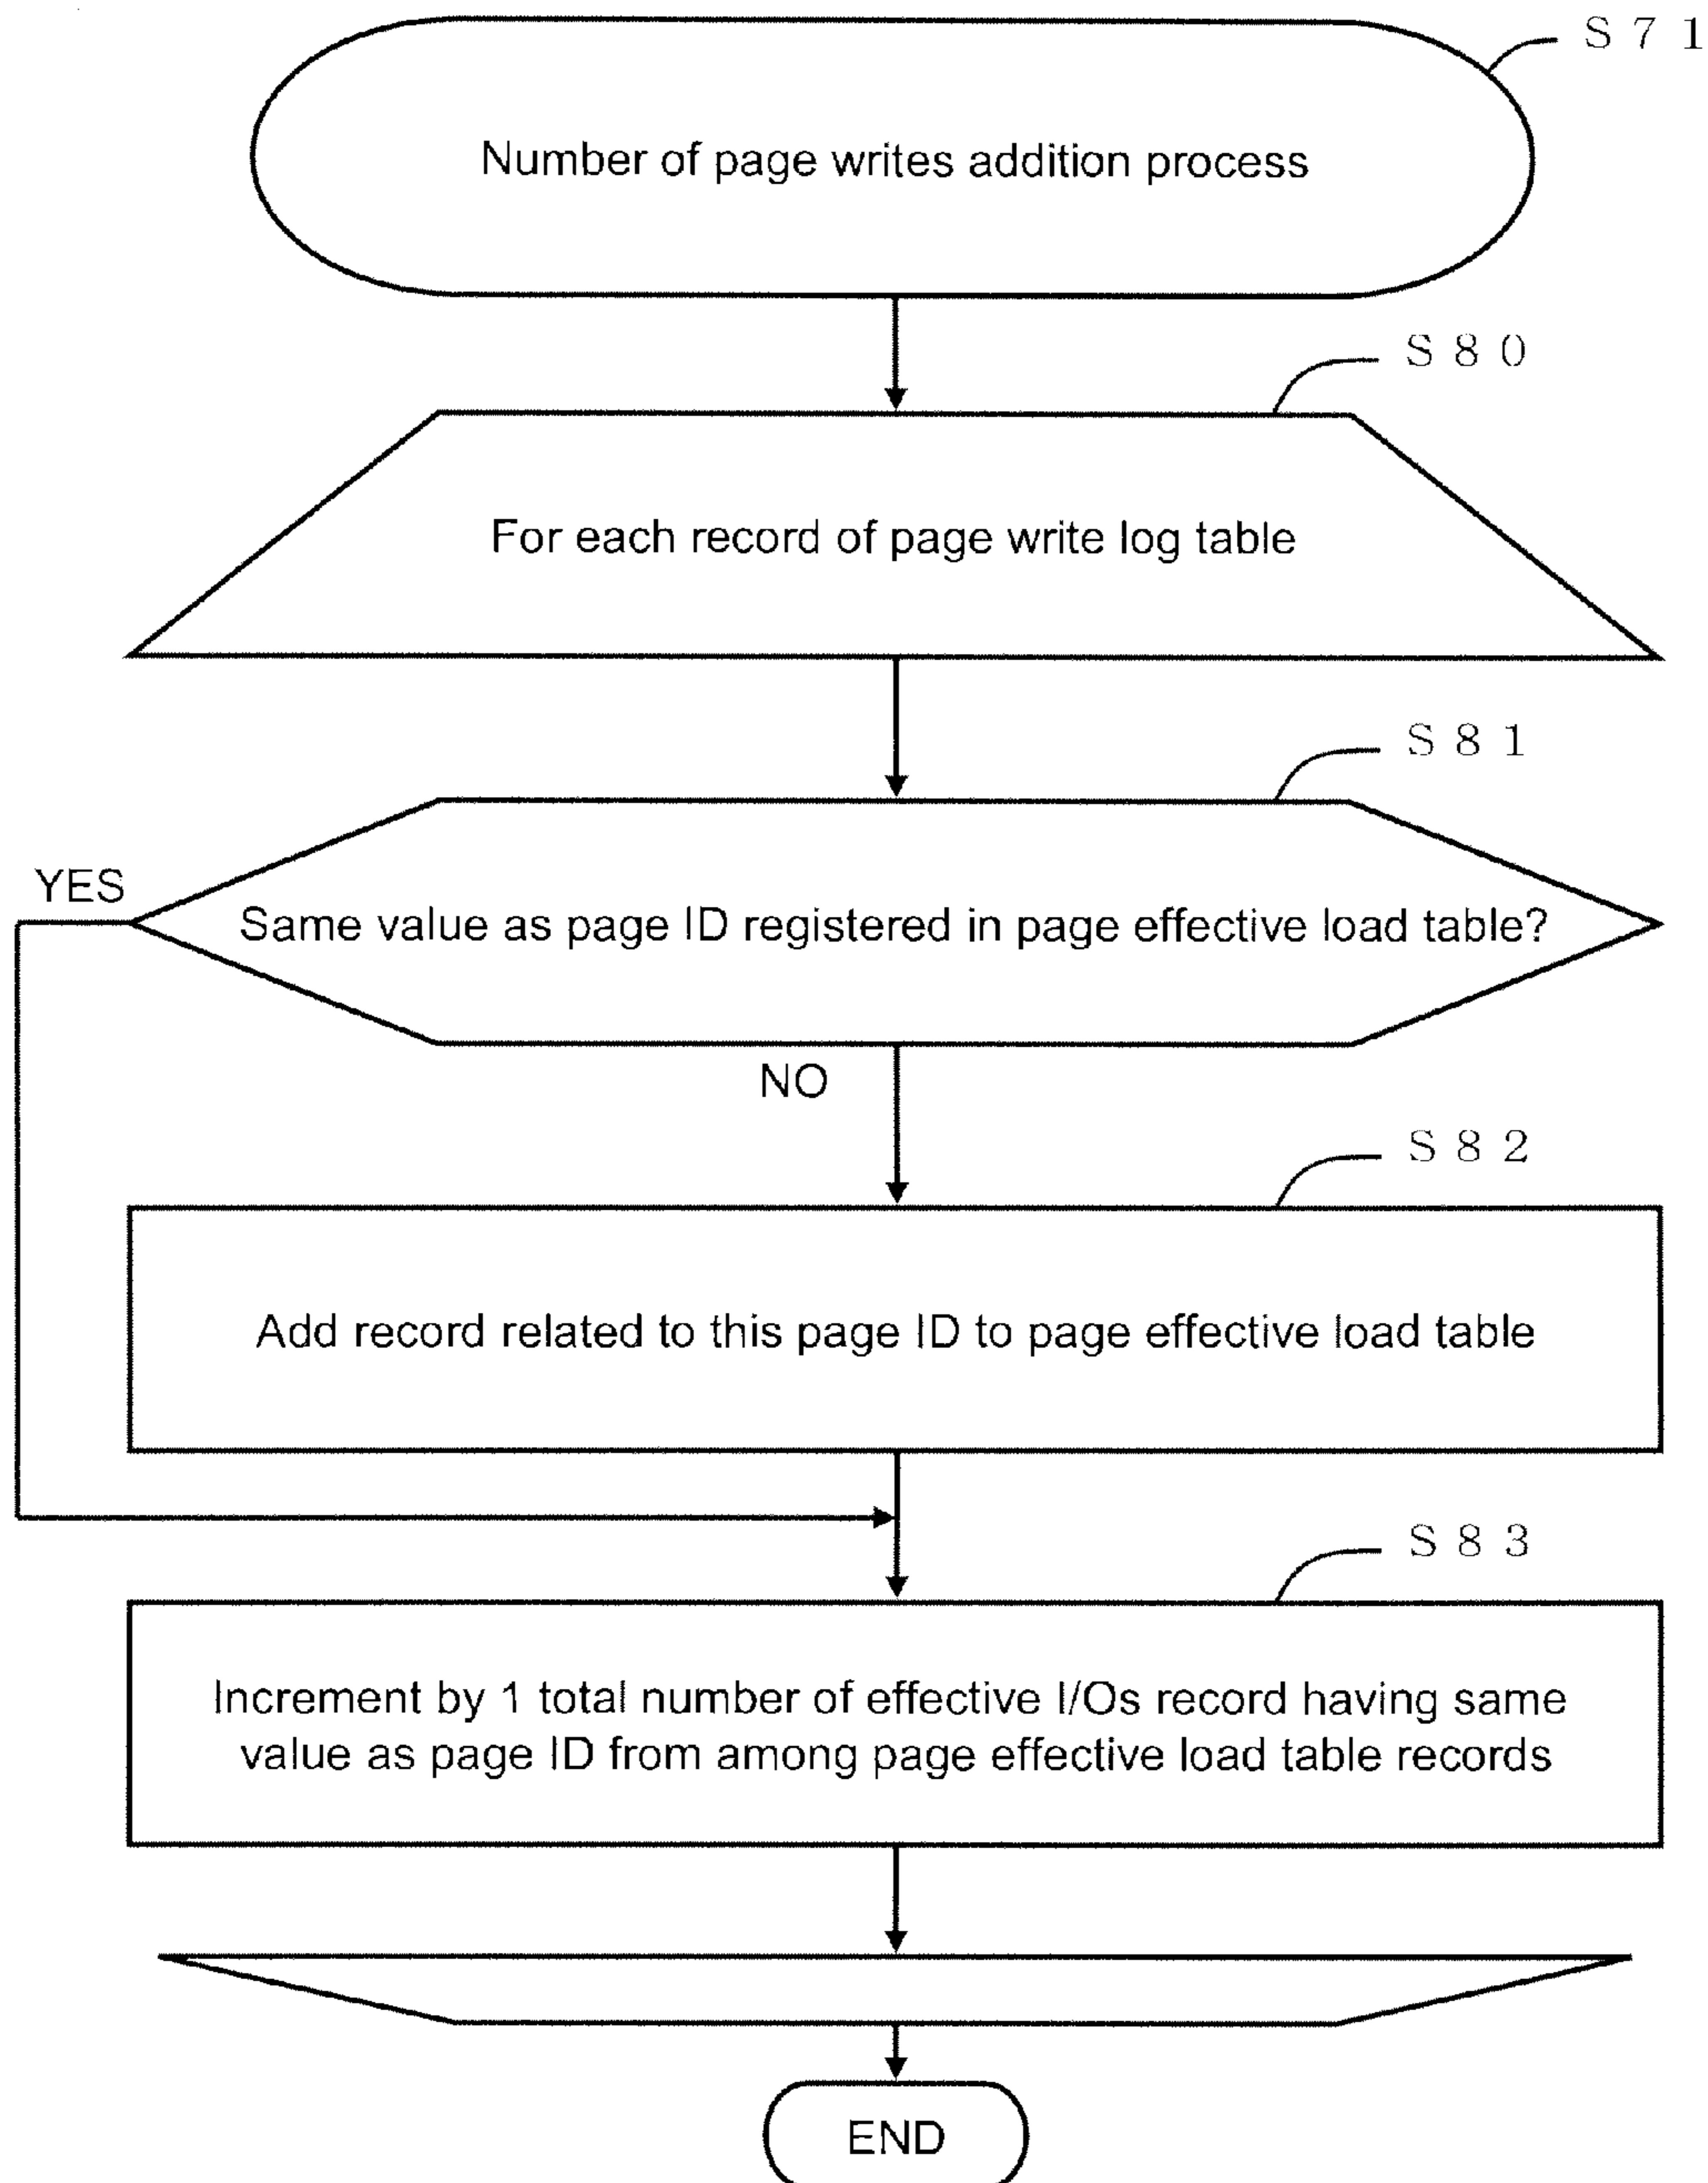 S71
Number of page writes addition process
S80
For each record of page write log table
S81
YES
Same value as page ID registered in page effective load table?
NO
S82
Add record related to this page ID to page effective load table
S83
Increment by 1 total number of effective I/Os record having same
value as page ID from among page effective load table records
END